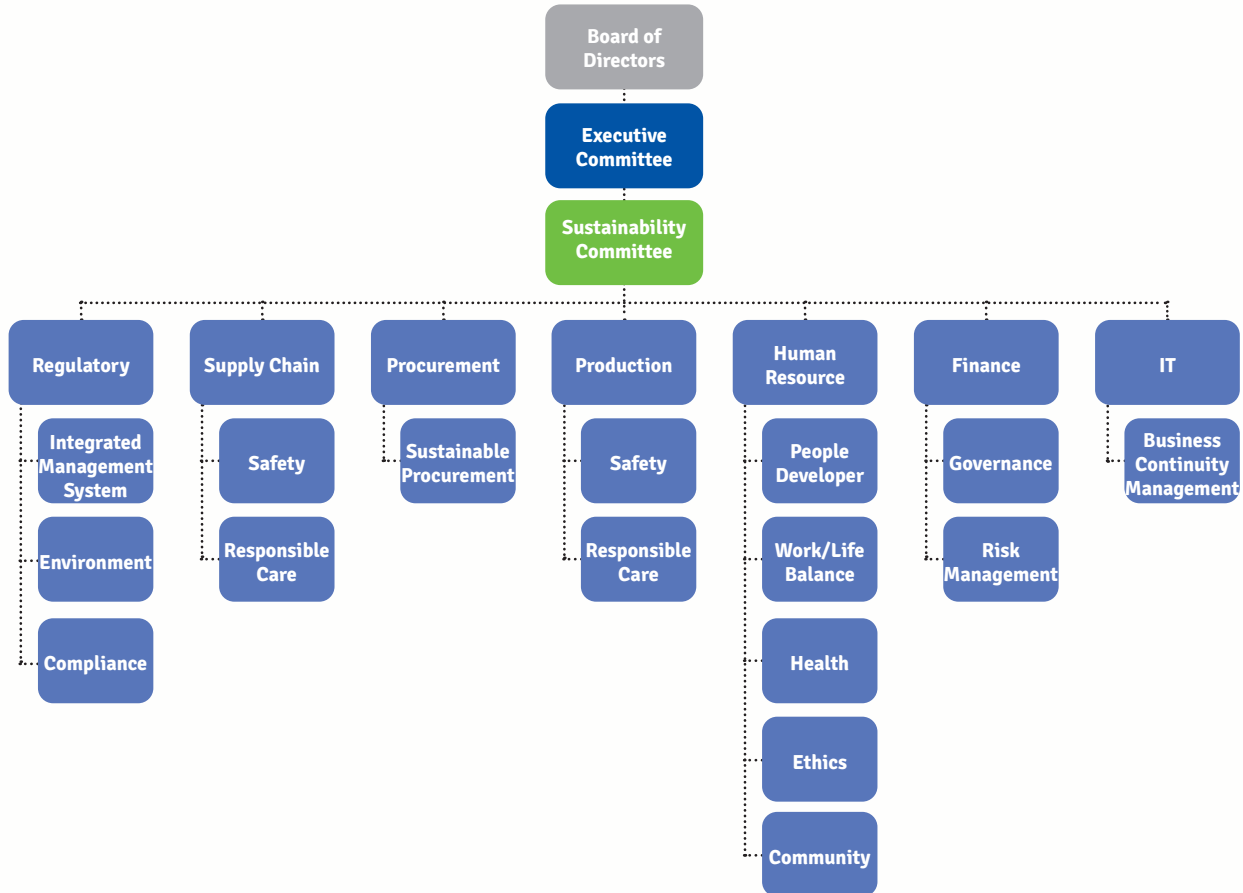 Board of
Directors
Executive
Committee
Sustainability
Committee
Regulatory
Supply Chain
Procurement
Production
Human
Resource
Finance
IT
Integrated
Management
System
Environment
Compliance
Safety
Responsible
Care
Sustainable
Procurement
Safety
Responsible
Care
People
Developer
Work/Life
Balance
Health
Ethics
Community
Governance
Risk
Management
Business
Continuity
Management